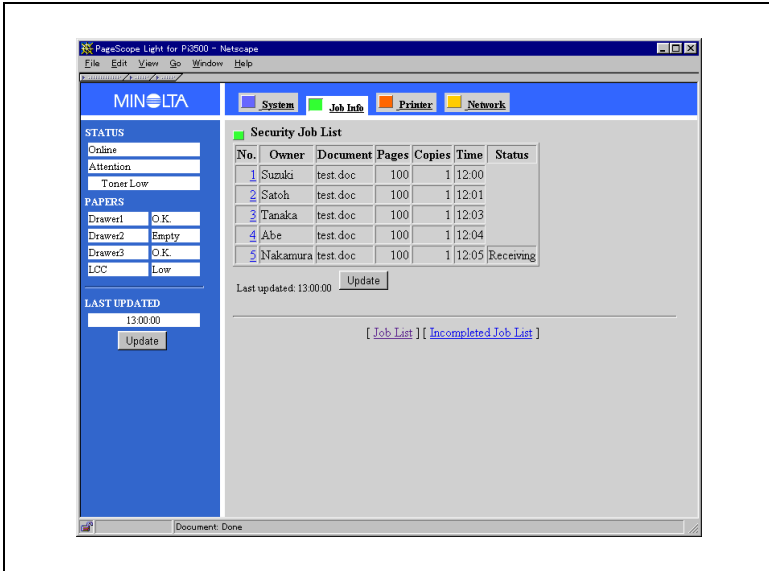 PageScope Light for Pi3500 - Netscape
File Edit View Go Window Help
MINOLTA
System Job Info Printer Network
STATUS
Online
Attention
Toner Low
PAPERS
Drawer1 O.K.
Drawer2 Empty
Drawer3 O.K.
LCC Low
LAST UPDATED
13:00:00
Update
Security Job List
No. Owner Document Pages Copies Time Status
1 Suzuki test.doc 100 1 12:00
2 Satoh test.doc 100 1 12:01
3 Tanaka test.doc 100 1 12:03
4 Abe test.doc 100 1 12:04
5 Nakamura test.doc 100 1 12:05 Receiving
Last updated: 13:00:00 Update
[ Job List ] [ Incompleted Job List ]
Document: Done